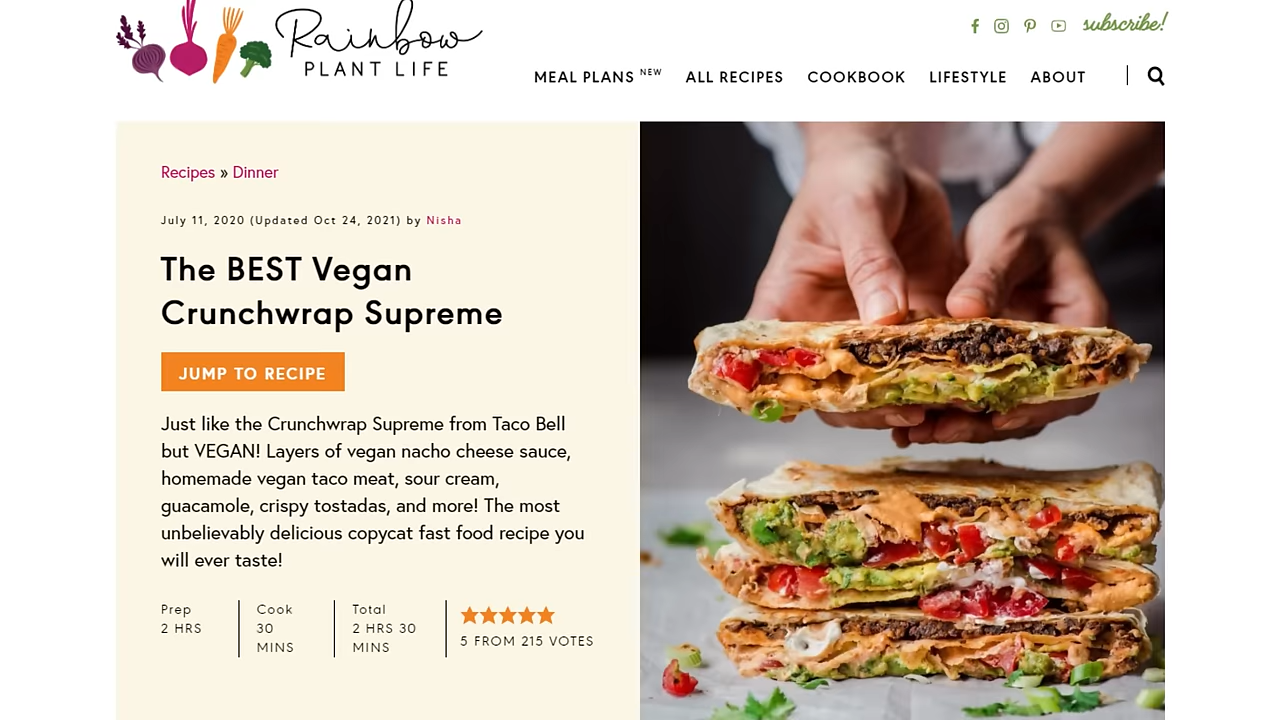 Rainbow
PLANT LIFE
subscribe!
MEAL PLANS NEW ALL RECIPES COOKBOOK LIFESTYLE ABOUT
Recipes » Dinner
July 11, 2020 (Updated Oct 24, 2021) by Nisha
The BEST Vegan
Crunchwrap Supreme
JUMP TO RECIPE
Just like the Crunchwrap Supreme from Taco Bell
but VEGAN! Layers of vegan nacho cheese sauce,
homemade vegan taco meat, sour cream,
guacamole, crispy tostadas, and more! The most
unbelievably delicious copycat fast food recipe you
will ever taste!
Prep
2 HRS
Cook
30
MINS
Total
2 HRS 30
MINS
5 FROM 215 VOTES